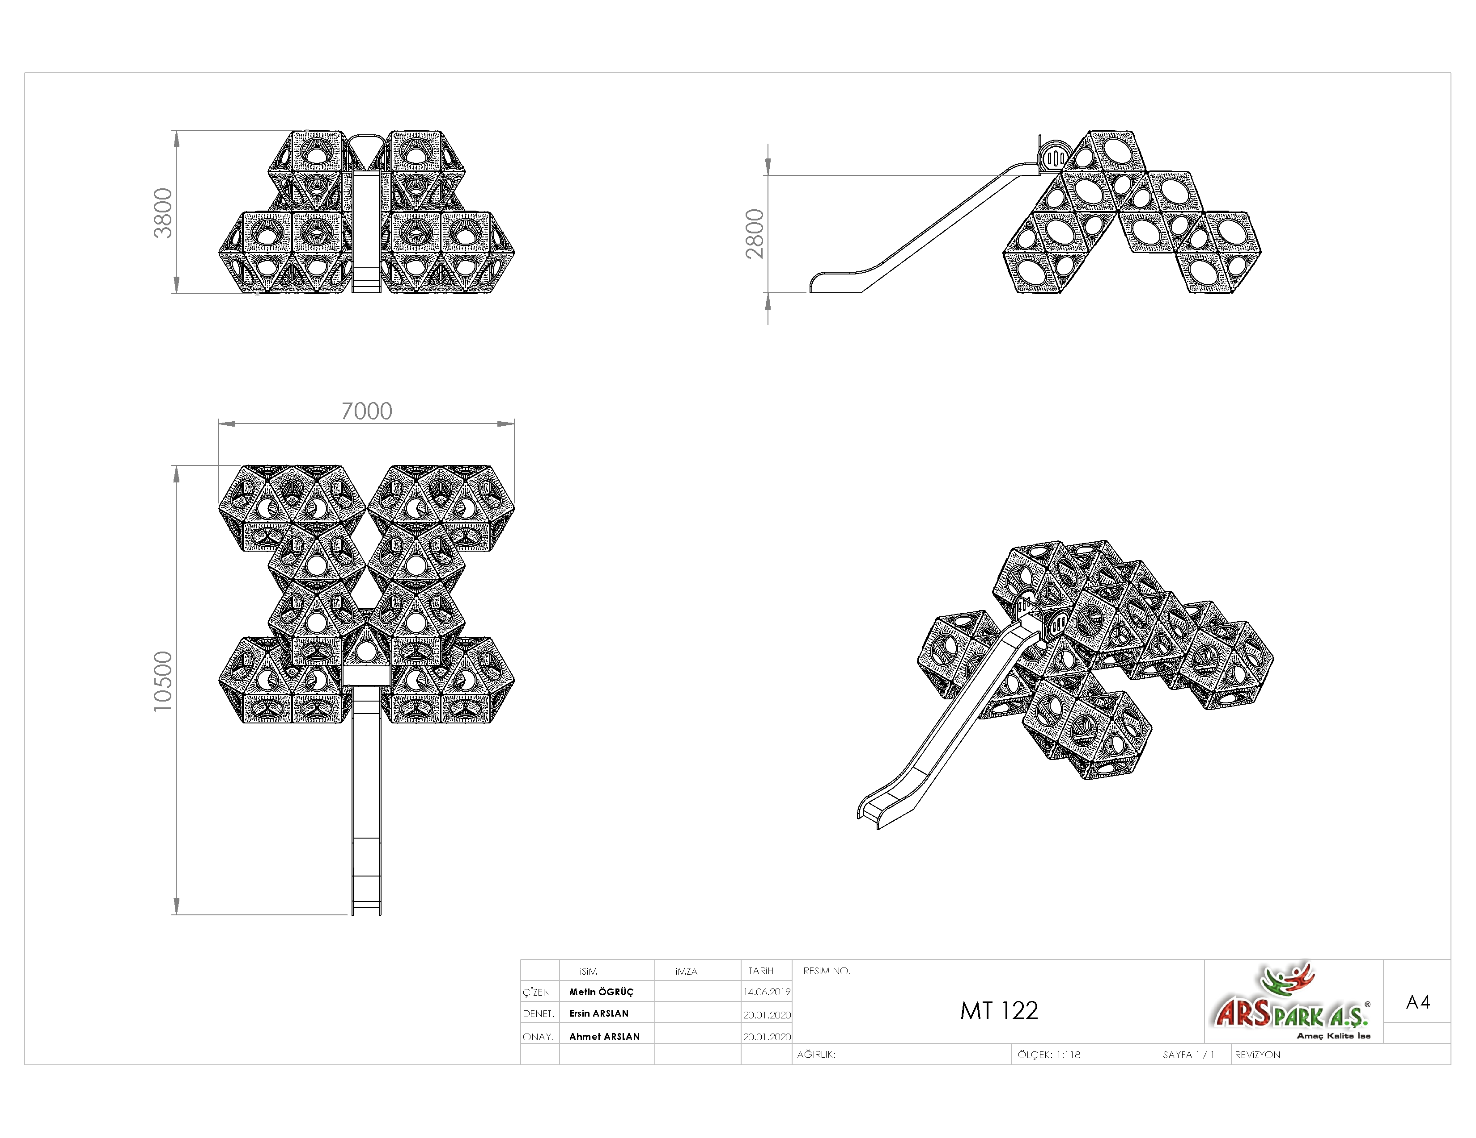 3800
2800
7000
10500
İSİM
İMZA
TARİH
RESİM NO.
ÇİZEN
Metin ÖGRÜÇ
14.06.2019
DENET.
Ersin ARSLAN
20.01.2020
ONAY.
Ahmet ARSLAN
20.01.2020
MT 122
ARSPARK A.Ş.®
Amaç Kalite İse
A4
AĞIRLIK:
ÖLÇEK: 1:118
SAYFA 1 / 1
REVİZYON